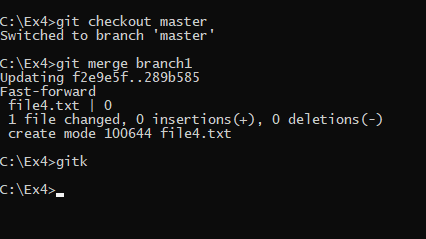 C:\Ex4>git checkout master
Switched to branch 'master'
C:\Ex4>git merge branch1
Updating f2e9e5f..289b585
Fast-forward
 file4.txt | 0
 1 file changed, 0 insertions(+), 0 deletions(-)
 create mode 100644 file4.txt
C:\Ex4>gitk
C:\Ex4>